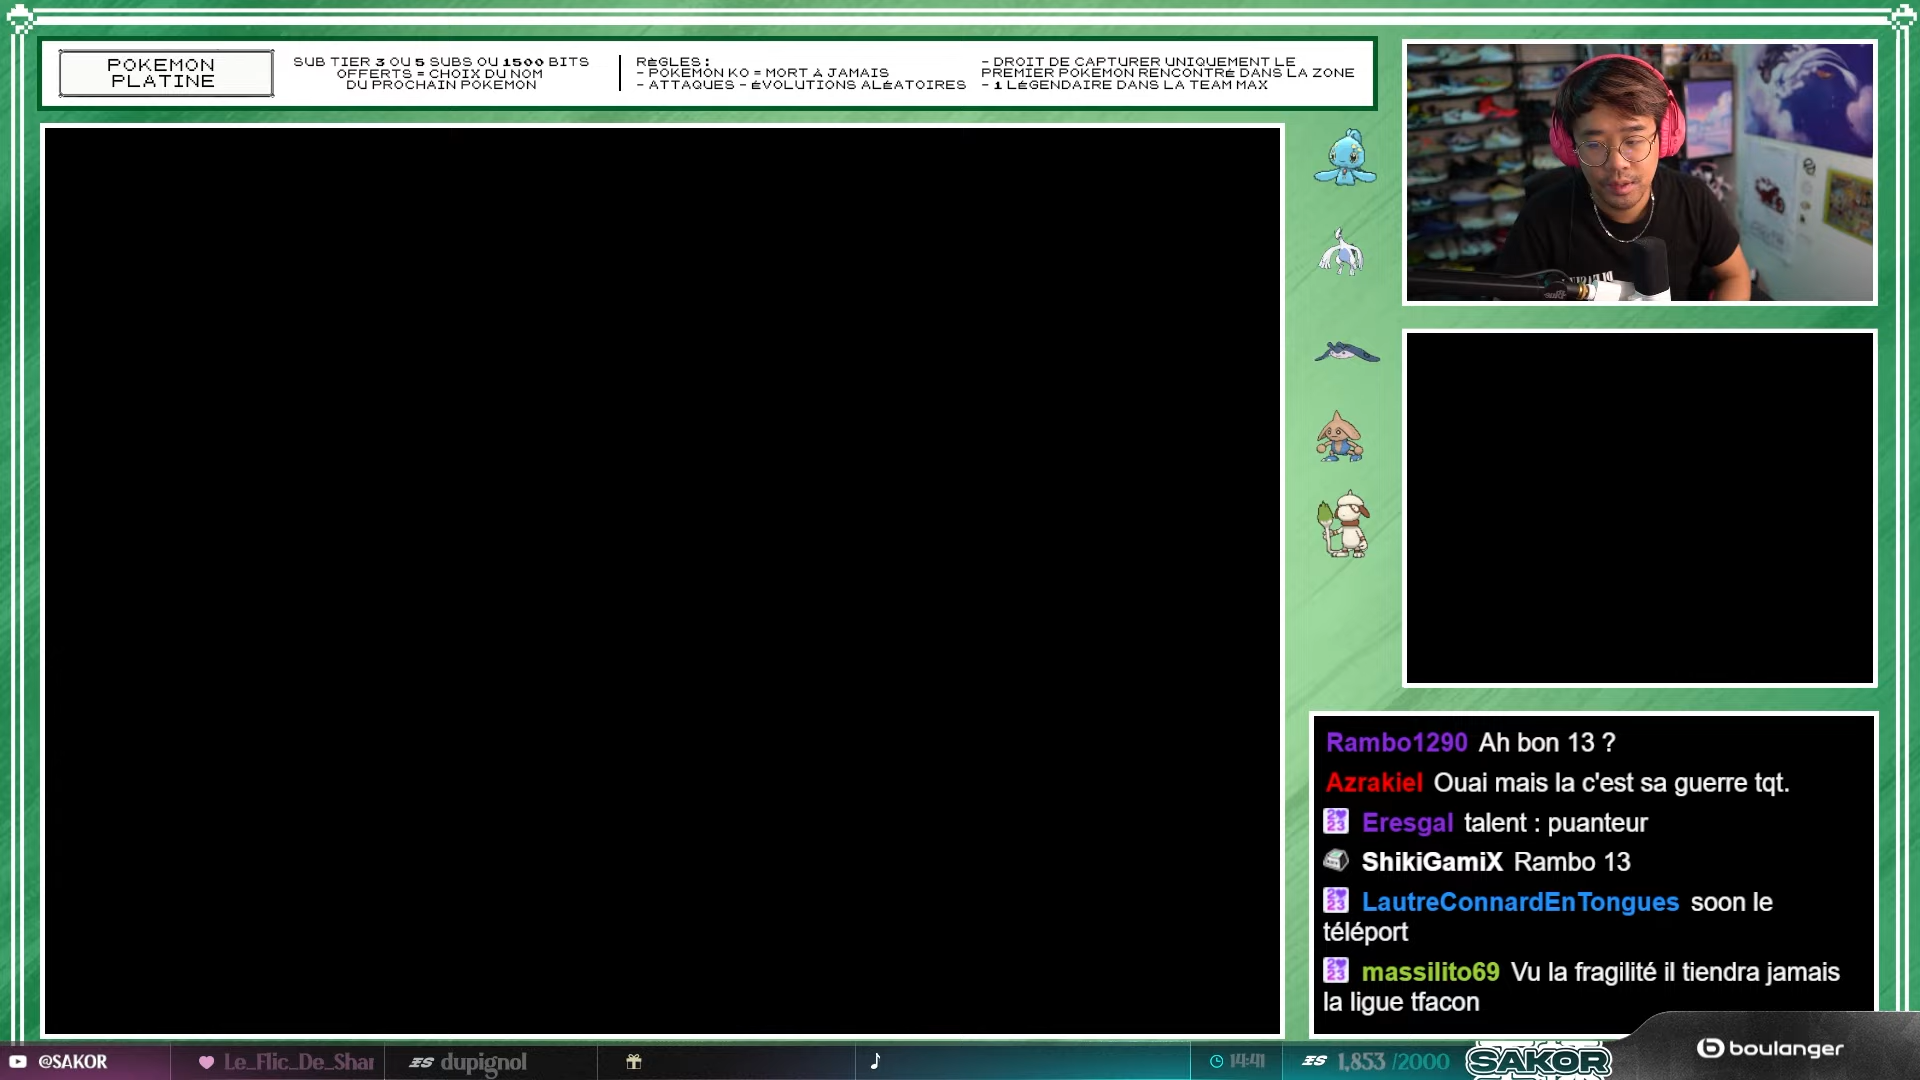 POKEMON
PLATINE
SUB TIER 3 OU 5 SUBS OU 1500 BITS
OFFERTS = CHOIX DU NOM
DU PROCHAIN POKEMON
RÈGLES :
- POKEMON KO = MORT A JAMAIS
- ATTAQUES - ÉVOLUTIONS ALÉATOIRES
- DROIT DE CAPTURER UNIQUEMENT LE
PREMIER POKEMON RENCONTRÉ DANS LA ZONE
- 1 LÉGENDAIRE DANS LA TEAM MAX
Rambo1290 Ah bon 13 ?
Azrakiel Ouai mais la c'est sa guerre tqt.
Eresgal talent : puanteur
ShikiGamiX Rambo 13
LautreConnardEnTongues soon le
téléport
massilito69 Vu la fragilité il tiendra jamais
la ligue tfacon
@SAKOR
Le_Flic_De_Shar
dupignol
14:41
1,853 /2000
SAKOR
boulanger